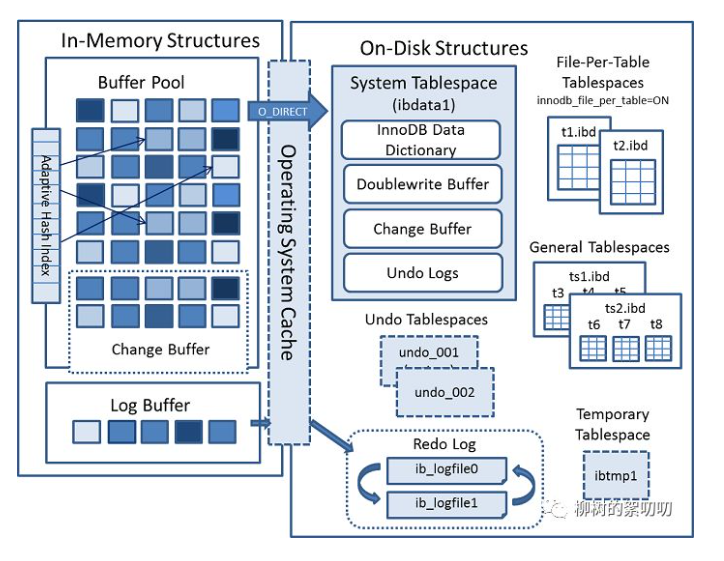 In-Memory Structures
Buffer Pool
Adaptive Hash Index
Change Buffer
Log Buffer
O_DIRECT
Operating System Cache
On-Disk Structures
System Tablespace
(ibdata1)
InnoDB Data
Dictionary
Doublewrite Buffer
Change Buffer
Undo Logs
File-Per-Table
Tablespaces
innodb_file_per_table=ON
t1.ibd
t2.ibd
General Tablespaces
ts1.ibd
t3 t4 t5
ts2.ibd
t6 t7 t8
Undo Tablespaces
undo_001
undo_002
Redo Log
ib_logfile0
ib_logfile1
Temporary
Tablespace
ibtmp1
柳树的絮叨叨